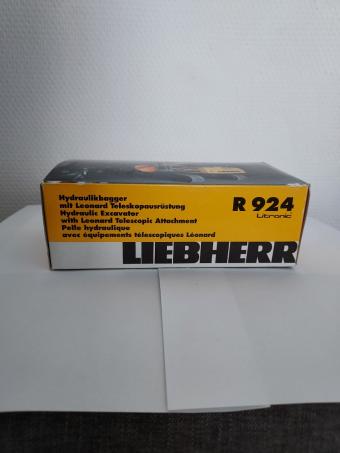 Hydraulikbagger
mit Leonard Teleskopausrüstung
Hydraulic Excavator
with Leonard Telescopic Attachment
Pelle hydraulique
avec équipements télescopiques Léonard
R 924
Litronic
LIEBHERR